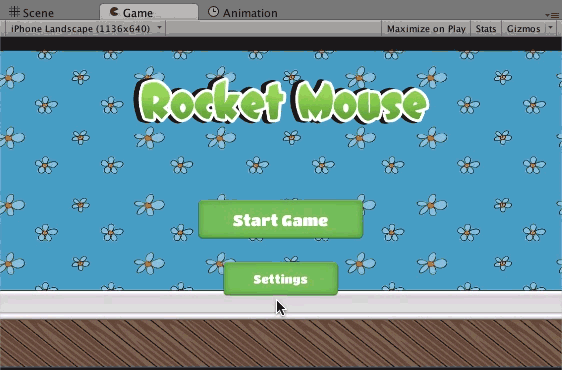 Scene Game Animation
iPhone Landscape (1136x640) Maximize on Play Stats Gizmos
Rocket Mouse
Start Game
Settings